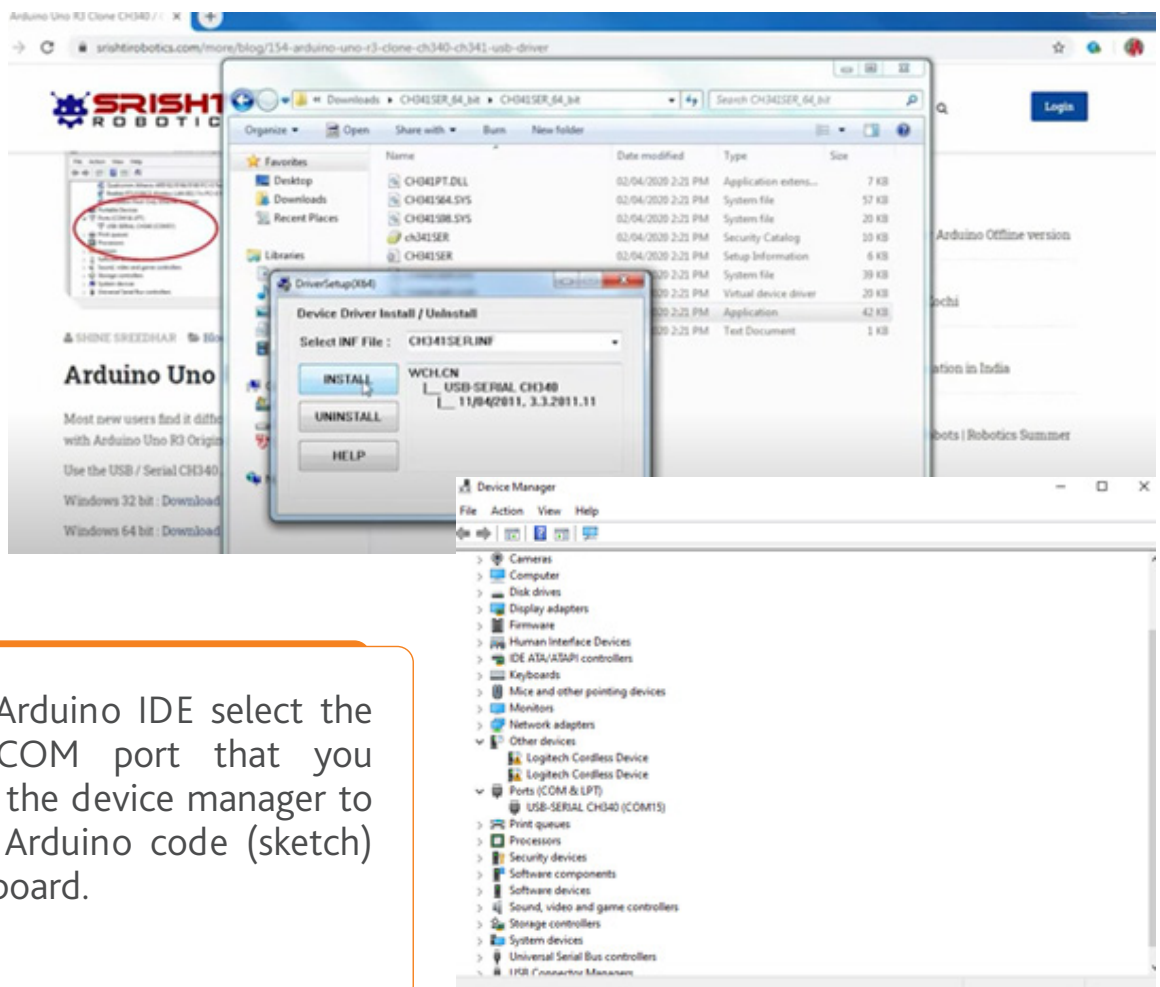 Arduino Uno R3 Clone CH340 /
srishtirobotics.com/more/blog/154-arduino-uno-r3-clone-ch340-ch341-usb-driver
SRISHT
ROBOTIC
Login
Downloads CH341SER_64_bit CH341SER_64_bit
Search CH341SER_64_bit
Organize Open Share with Burn New folder
Favorites
Desktop
Downloads
Recent Places
Libraries
Name Date modified Type Size
CH341PT.DLL 02/04/2020 2:21 PM Application extens... 7 KB
CH341S64.SYS 02/04/2020 2:21 PM System file 57 KB
CH341S98.SYS 02/04/2020 2:21 PM System file 20 KB
ch341SER 02/04/2020 2:21 PM Security Catalog 10 KB
CH341SER 02/04/2020 2:21 PM Setup Information 6 KB
2:21 PM System file 39 KB
2:21 PM Virtual device driver 20 KB
2:21 PM Application 42 KB
2:21 PM Text Document 1 KB
Arduino Offline version
ochi
ation in India
bots | Robotics Summer
DriverSetup(X64)
Device Driver Install / Uninstall
Select INF File : CH341SER.INF
INSTALL
UNINSTALL
HELP
WCH.CN
|__ USB-SERIAL CH340
|__ 11/04/2011, 3.3.2011.11
SHINE SREEDHAR Blo
Arduino Uno
Most new users find it diffic
with Arduino Uno R3 Origin
Use the USB / Serial CH340
Windows 32 bit : Download
Windows 64 bit : Download
Device Manager
File Action View Help
Cameras
Computer
Disk drives
Display adapters
Firmware
Human Interface Devices
IDE ATA/ATAPI controllers
Keyboards
Mice and other pointing devices
Monitors
Network adapters
Other devices
Logitech Cordless Device
Logitech Cordless Device
Ports (COM & LPT)
USB-SERIAL CH340 (COM15)
Print queues
Processors
Security devices
Software components
Software devices
Sound, video and game controllers
Storage controllers
System devices
Universal Serial Bus controllers
USB Connector Managers
Arduino IDE select the
COM port that you
the device manager to
Arduino code (sketch)
board.